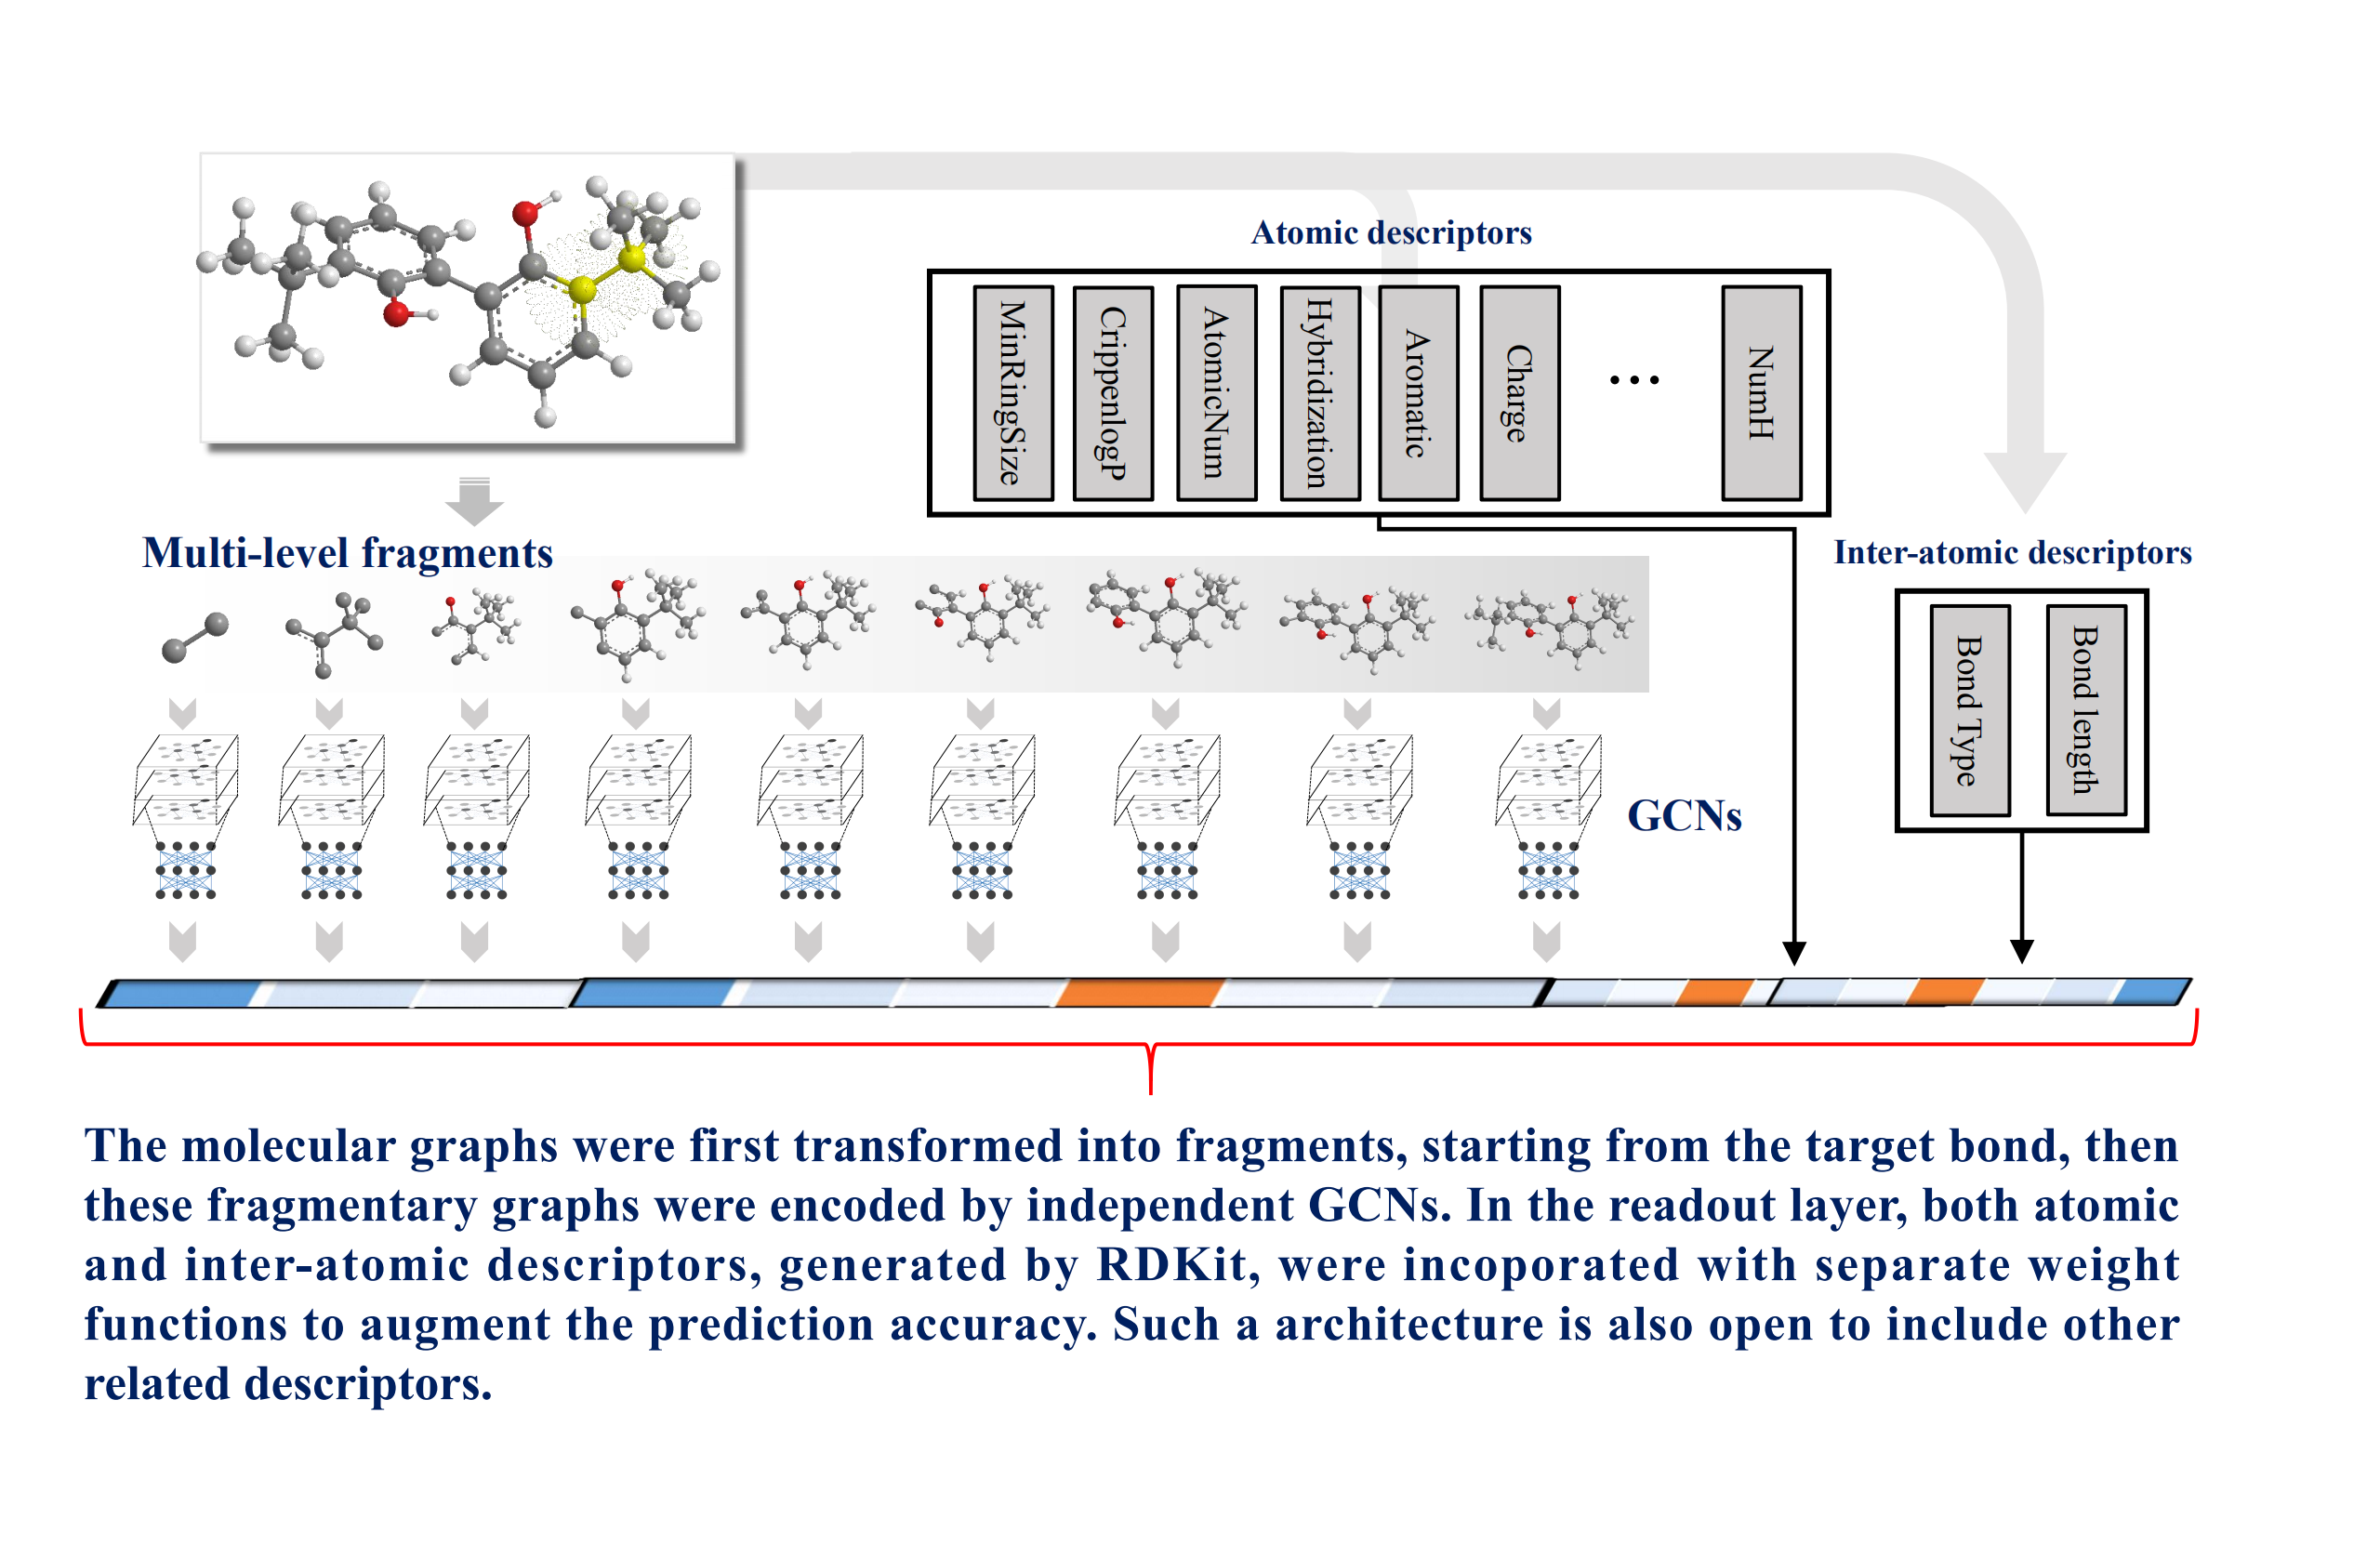 Atomic descriptors
MinRingSize
CrippenlogP
AtomicNum
Hybridization
Aromatic
Charge
...
NumH
Multi-level fragments
Inter-atomic descriptors
Bond Type
Bond length
GCNs
The molecular graphs were first transformed into fragments, starting from the target bond, then
these fragmentary graphs were encoded by independent GCNs. In the readout layer, both atomic
and inter-atomic descriptors, generated by RDKit, were incoporated with separate weight
functions to augment the prediction accuracy. Such a architecture is also open to include other
related descriptors.